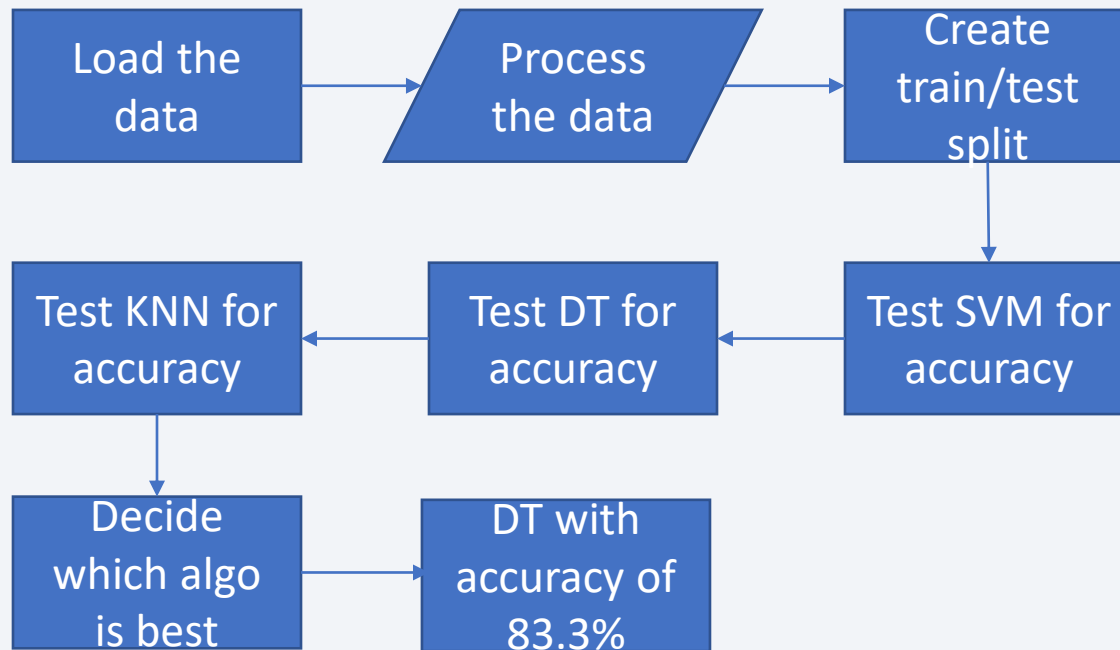 Load the
data
Process
the data
Create
train/test
split
Test SVM for
accuracy
Test DT for
accuracy
Test KNN for
accuracy
Decide
which algo
is best
DT with
accuracy of
83.3%